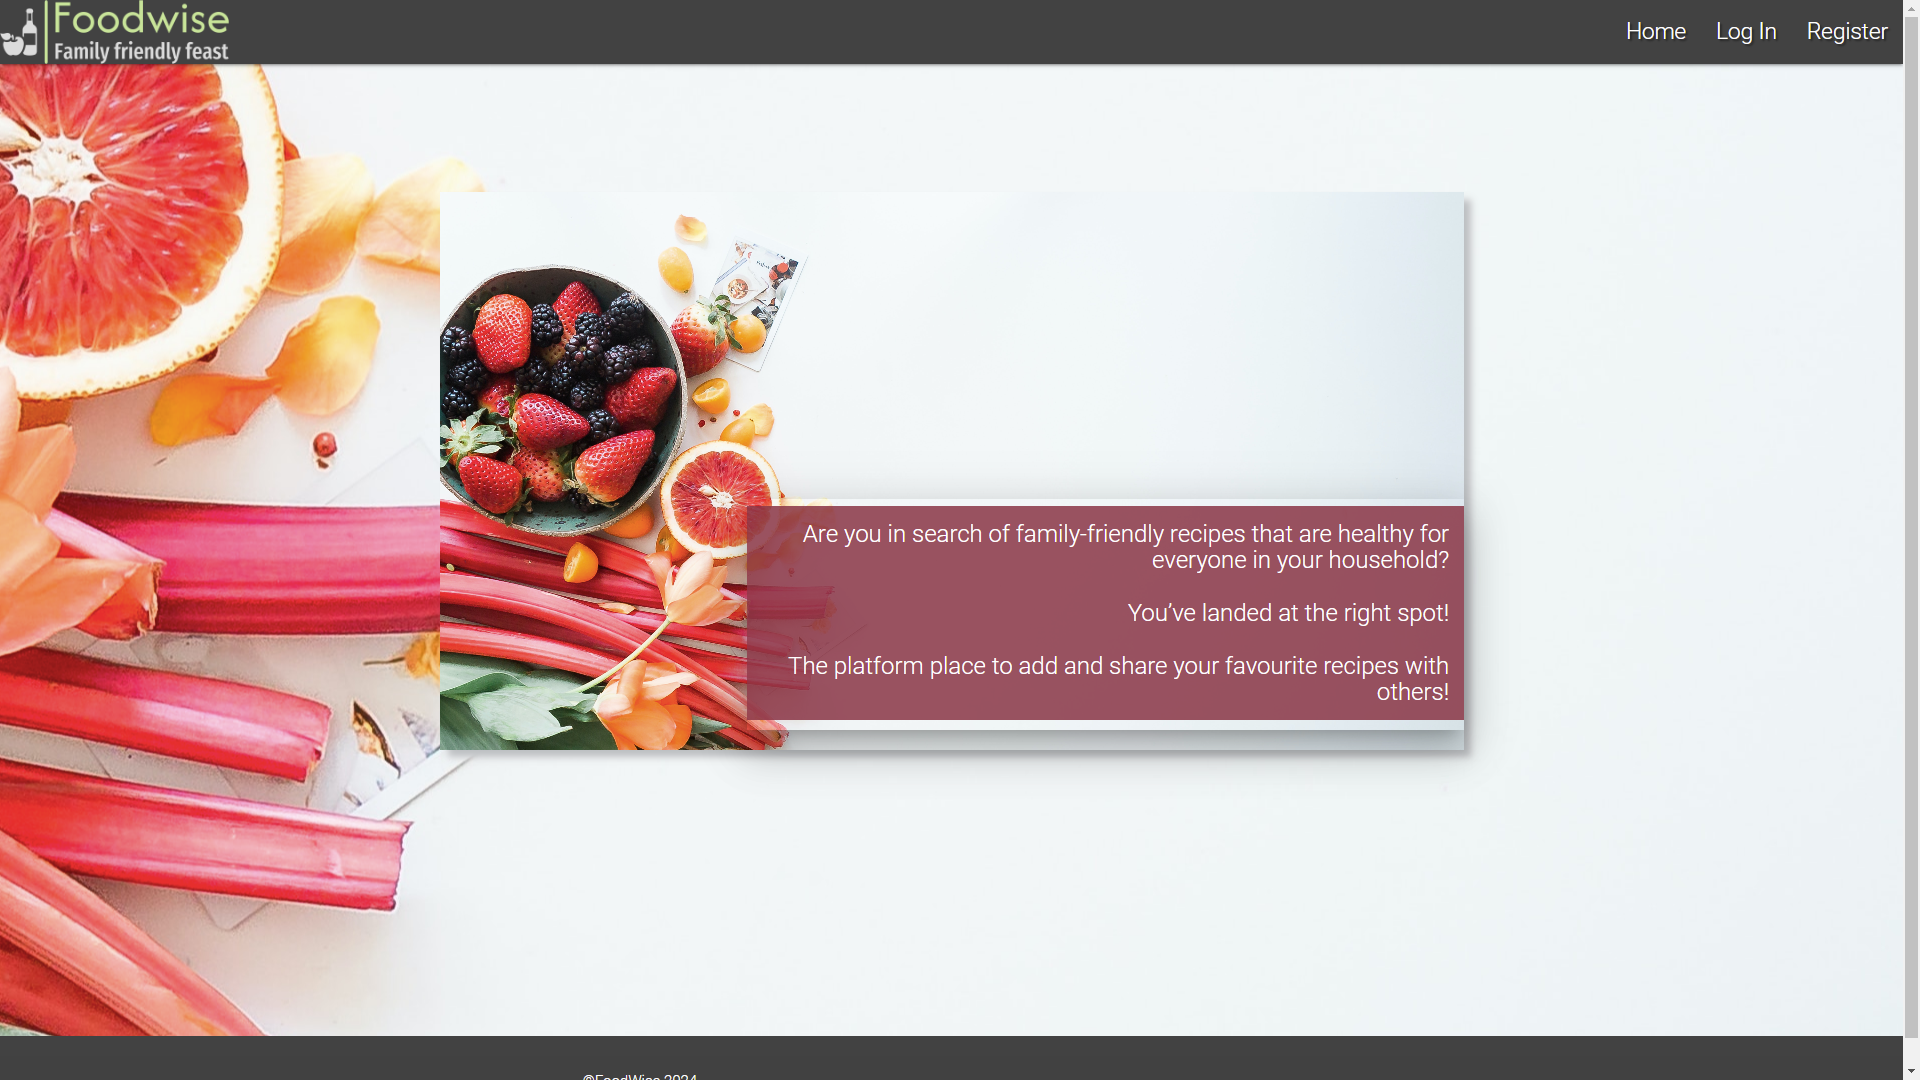 Foodwise
Family friendly feast
Home Log In Register
Are you in search of family-friendly recipes that are healthy for
everyone in your household?
You’ve landed at the right spot!
The platform place to add and share your favourite recipes with
others!
@FoodWise 2024